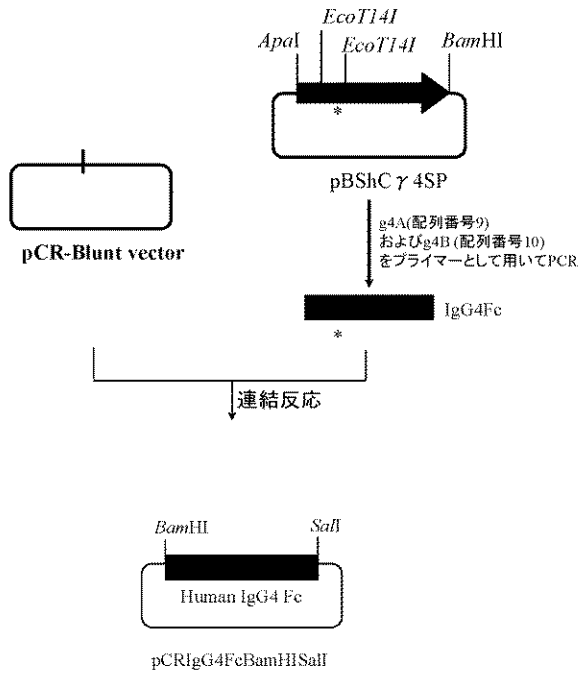 EcoT14I
ApaI
EcoT14I
BamHI
*
pBShCγ4SP
pCR-Blunt vector
g4A(配列番号9)
およびg4B(配列番号10)
をプライマーとして用いてPCR
IgG4Fc
*
連結反応
BamHI
SalI
Human IgG4 Fc
pCRIgG4FcBamHISalI